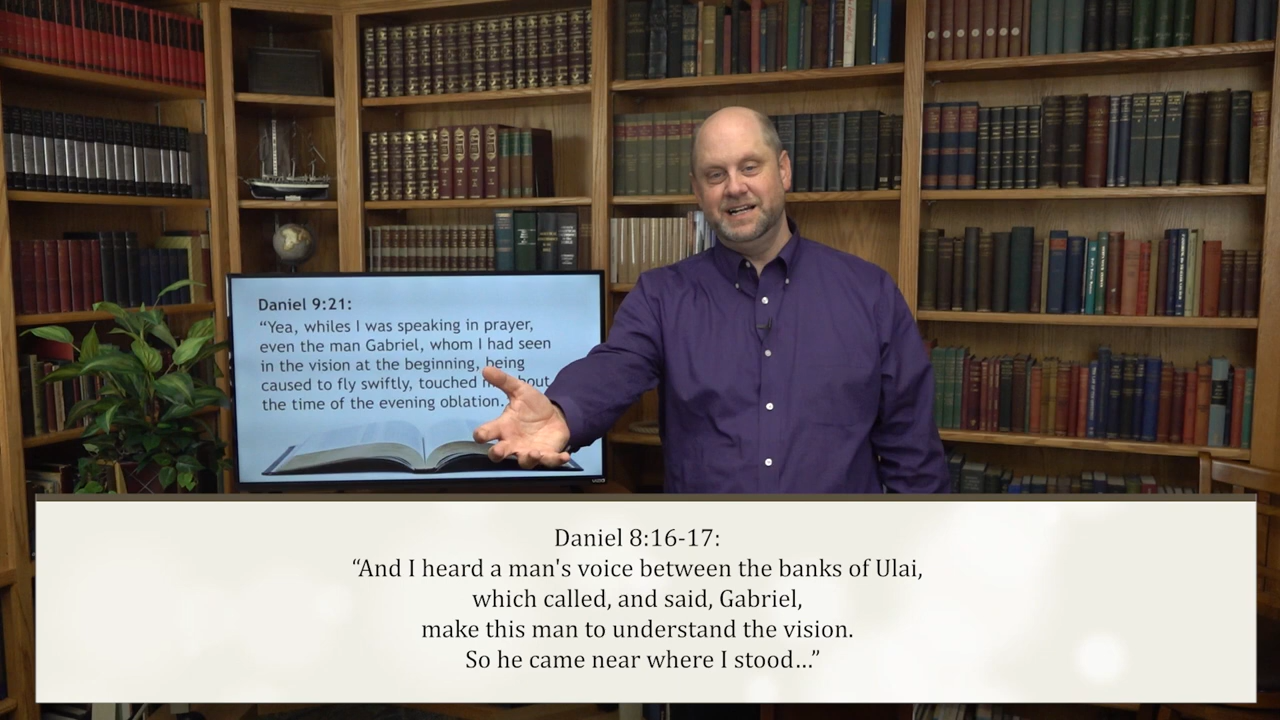 Daniel 9:21:
“Yea, whiles I was speaking in prayer,
even the man Gabriel, whom I had seen
in the vision at the beginning, being
caused to fly swiftly, touched
the time of the evening oblation.
Daniel 8:16-17:
“And I heard a man's voice between the banks of Ulai,
which called, and said, Gabriel,
make this man to understand the vision.
So he came near where I stood...”